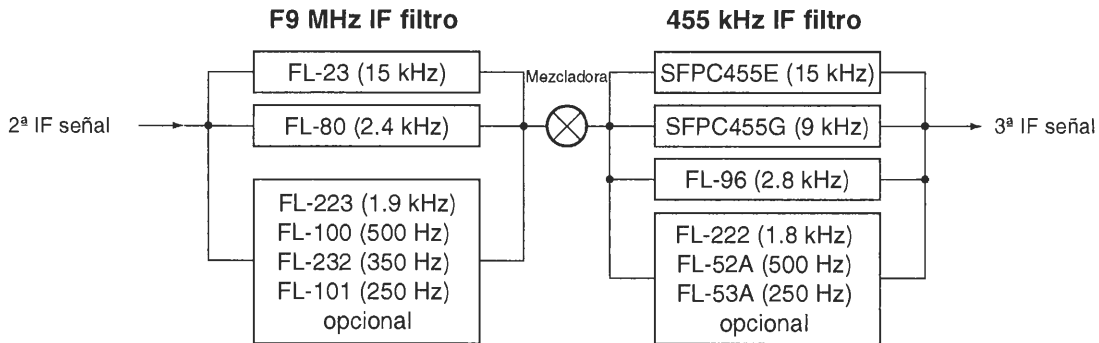 F9 MHz IF filtro
455 kHz IF filtro
FL-23 (15 kHz)
Mezcladora
SFPC455E (15 kHz)
2ª IF señal
FL-80 (2.4 kHz)
SFPC455G (9 kHz)
3ª IF señal
FL-96 (2.8 kHz)
FL-223 (1.9 kHz)
FL-100 (500 Hz)
FL-232 (350 Hz)
FL-101 (250 Hz)
opcional
FL-222 (1.8 kHz)
FL-52A (500 Hz)
FL-53A (250 Hz)
opcional